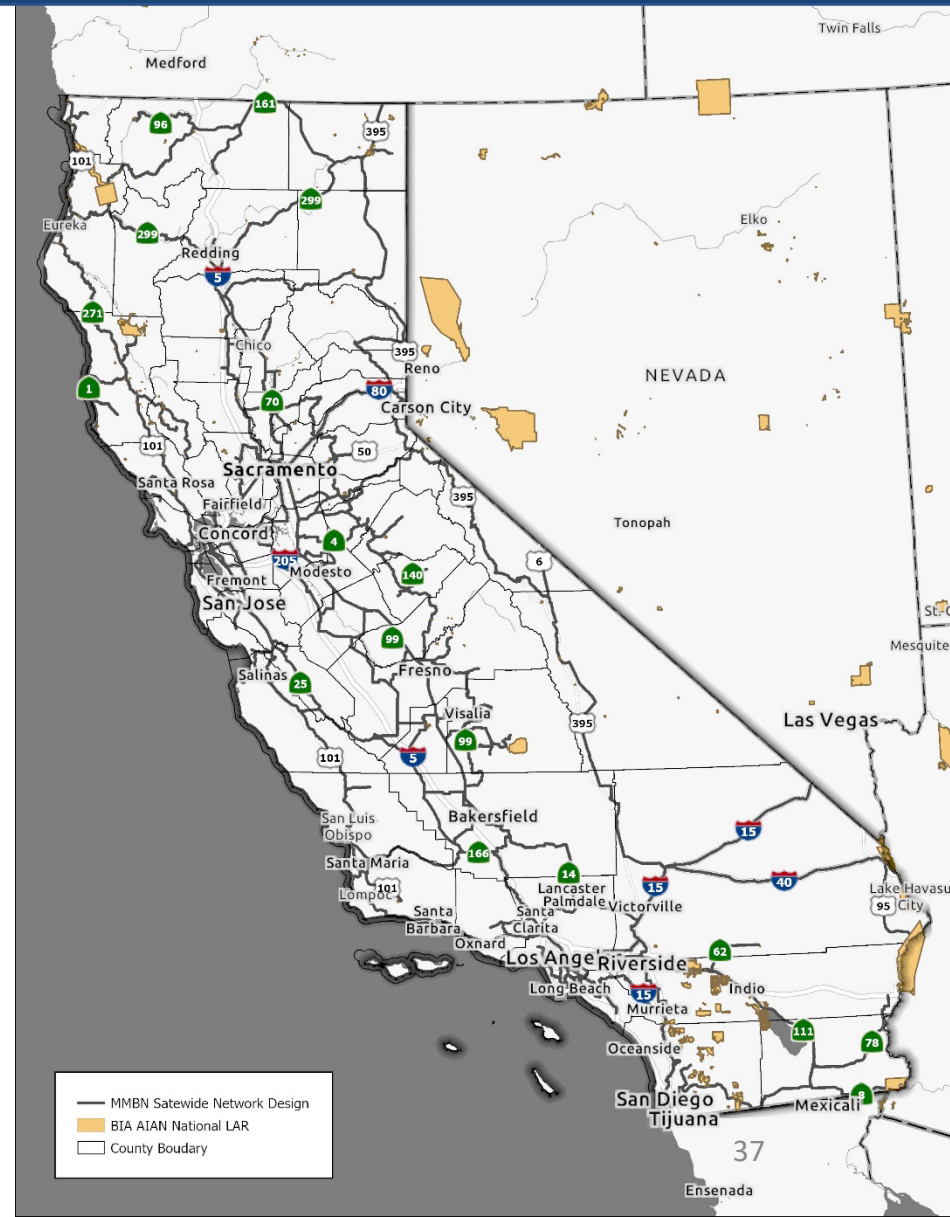 Twin Falls
Medford
161
96
395
101
299
Elko
Eureka
299
Redding
5
271
Chico
395
Reno
NEVADA
1
80
70
Carson City
101
50
Sacramento
Santa Rosa
395
Fairfield
Tonopah
Concord
4
205
6
Modesto
Fremont
140
San Jose
St.
99
Mesquite
Salinas
Fresno
25
Visalia
Las Vegas
395
99
101
5
San Luis
Obispo
Bakersfield
15
166
Santa Maria
14
40
101
Lompoc
Lancaster
Palmdale
15
Victorville
Lake Havasu
City
95
Santa
Barbara
Santa
Clarita
Oxnard
62
Los Angel
Riverside
Long Beach
15
Indio
Murrieta
111
78
Oceanside
8
San Diego
Mexicali
Tijuana
37
Ensenada
MMBN Satewide Network Design
BIA AIAN National LAR
County Boudary